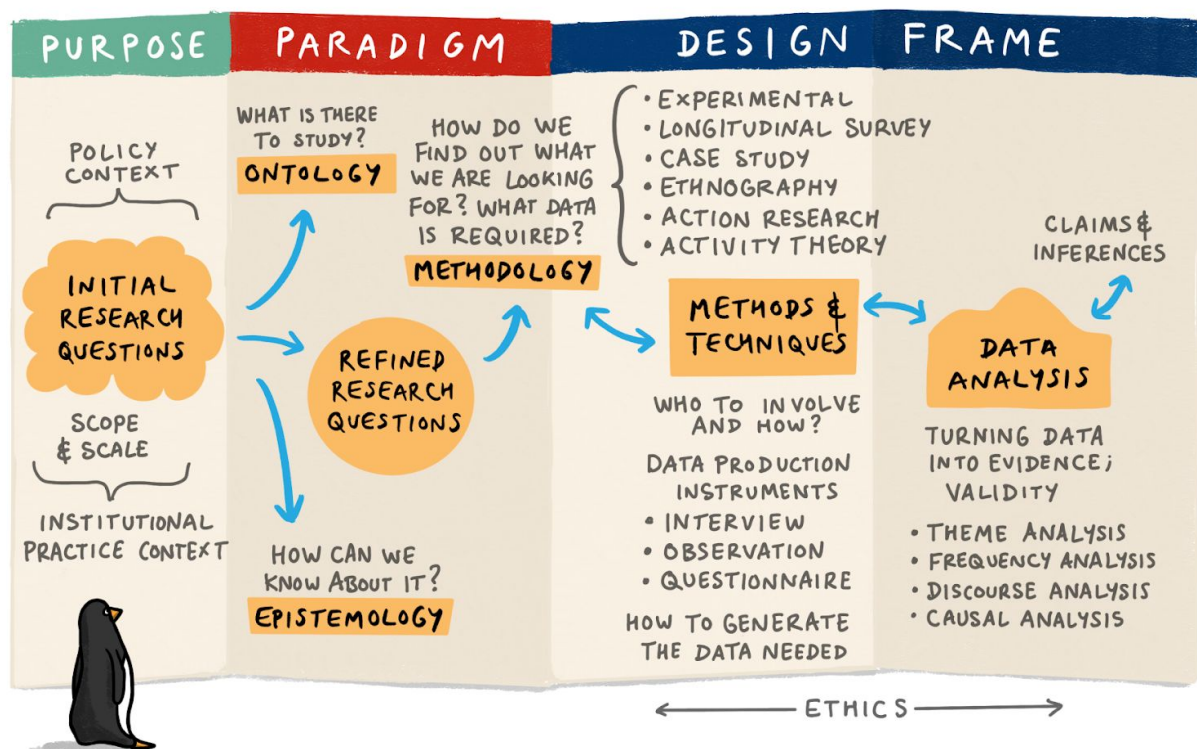 PURPOSE
PARADIGM
DESIGN FRAME
POLICY
CONTEXT
INITIAL
RESEARCH
QUESTIONS
SCOPE
& SCALE
INSTITUTIONAL
PRACTICE CONTEXT
WHAT IS THERE
TO STUDY?
ONTOLOGY
REFINED
RESEARCH
QUESTIONS
HOW CAN WE
KNOW ABOUT IT?
EPISTEMOLOGY
HOW DO WE
FIND OUT WHAT
WE ARE LOOKING
FOR? WHAT DATA
IS REQUIRED?
METHODOLOGY
• EXPERIMENTAL
• LONGITUDINAL SURVEY
• CASE STUDY
• ETHNOGRAPHY
• ACTION RESEARCH
• ACTIVITY THEORY
METHODS &
TECHNIQUES
WHO TO INVOLVE
AND HOW?
DATA PRODUCTION
INSTRUMENTS
• INTERVIEW
• OBSERVATION
• QUESTIONNAIRE
HOW TO GENERATE
THE DATA NEEDED
CLAIMS &
INFERENCES
DATA
ANALYSIS
TURNING DATA
INTO EVIDENCE;
VALIDITY
• THEME ANALYSIS
• FREQUENCY ANALYSIS
• DISCOURSE ANALYSIS
• CAUSAL ANALYSIS
ETHICS